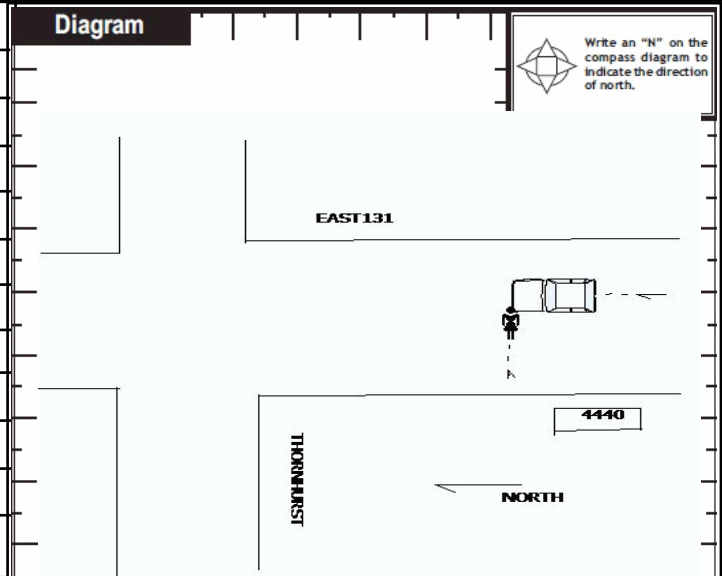 Diagram
Write an “N” on the
compass diagram to
indicate the direction
of north.
EAST131
4440
THORNHURST
NORTH